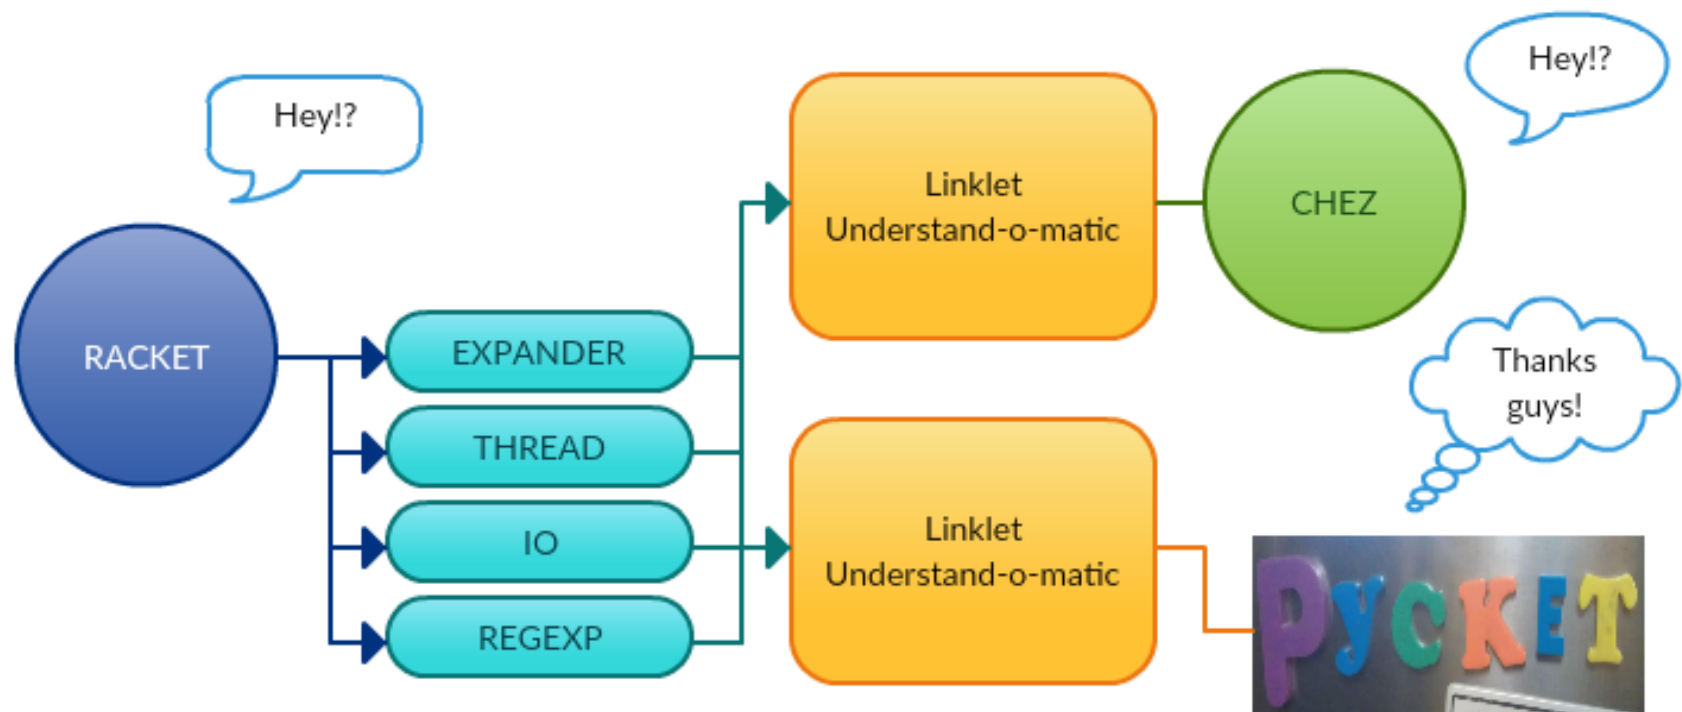 Hey!?
Hey!?
RACKET
EXPANDER
THREAD
IO
REGEXP
Linklet
Understand-o-matic
CHEZ
Linklet
Understand-o-matic
Thanks
guys!
PyCKET